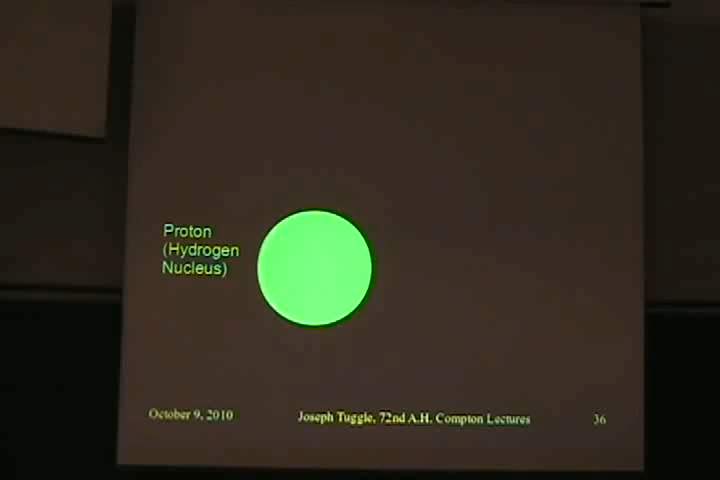 Proton
(Hydrogen
Nucleus)
October 9, 2010
Joseph Tuggle, 72nd A.H. Compton Lectures
36